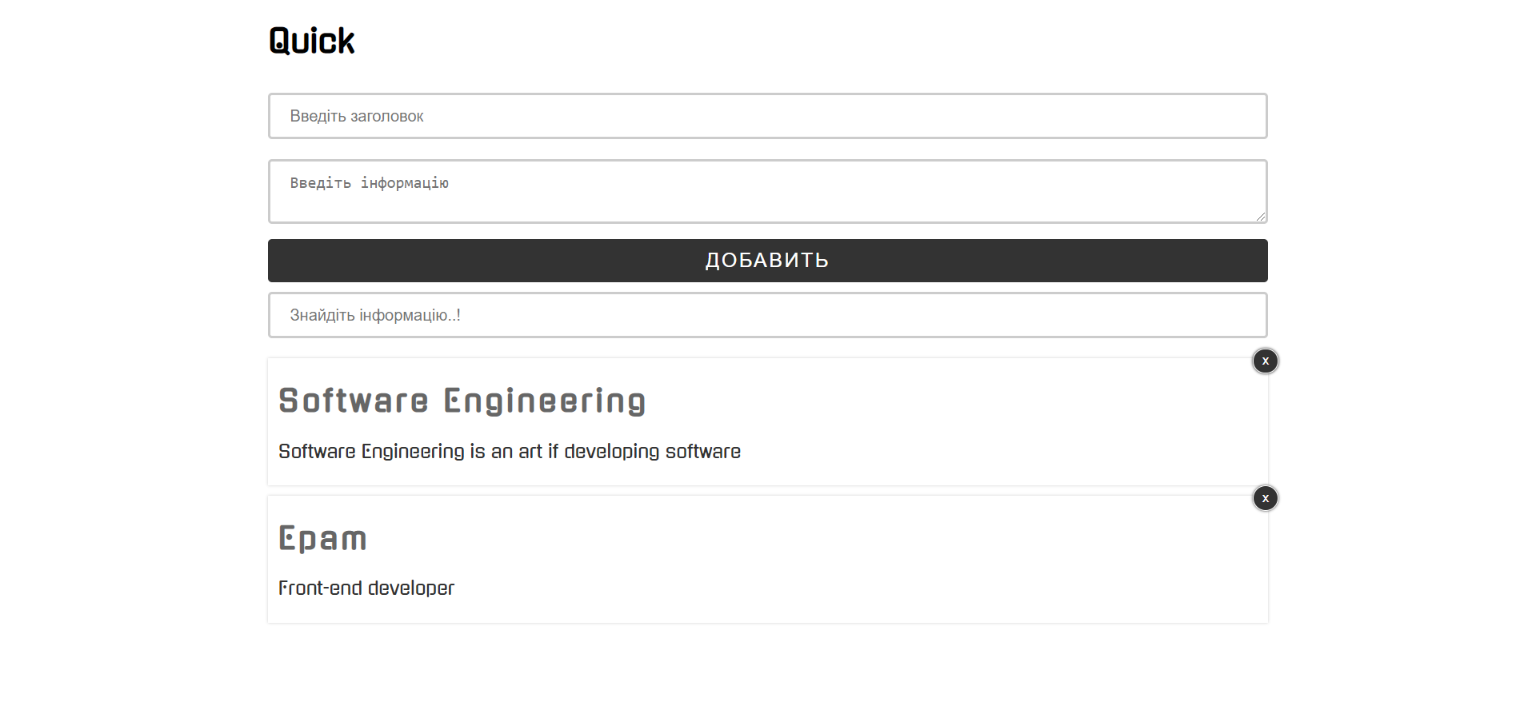 Quick
Введіть заголовок
Введіть інформацію
ДОБАВИТЬ
Знайдіть інформацію..!
x
Software Engineering
Software Engineering is an art if developing software
x
Epam
Front-end developer